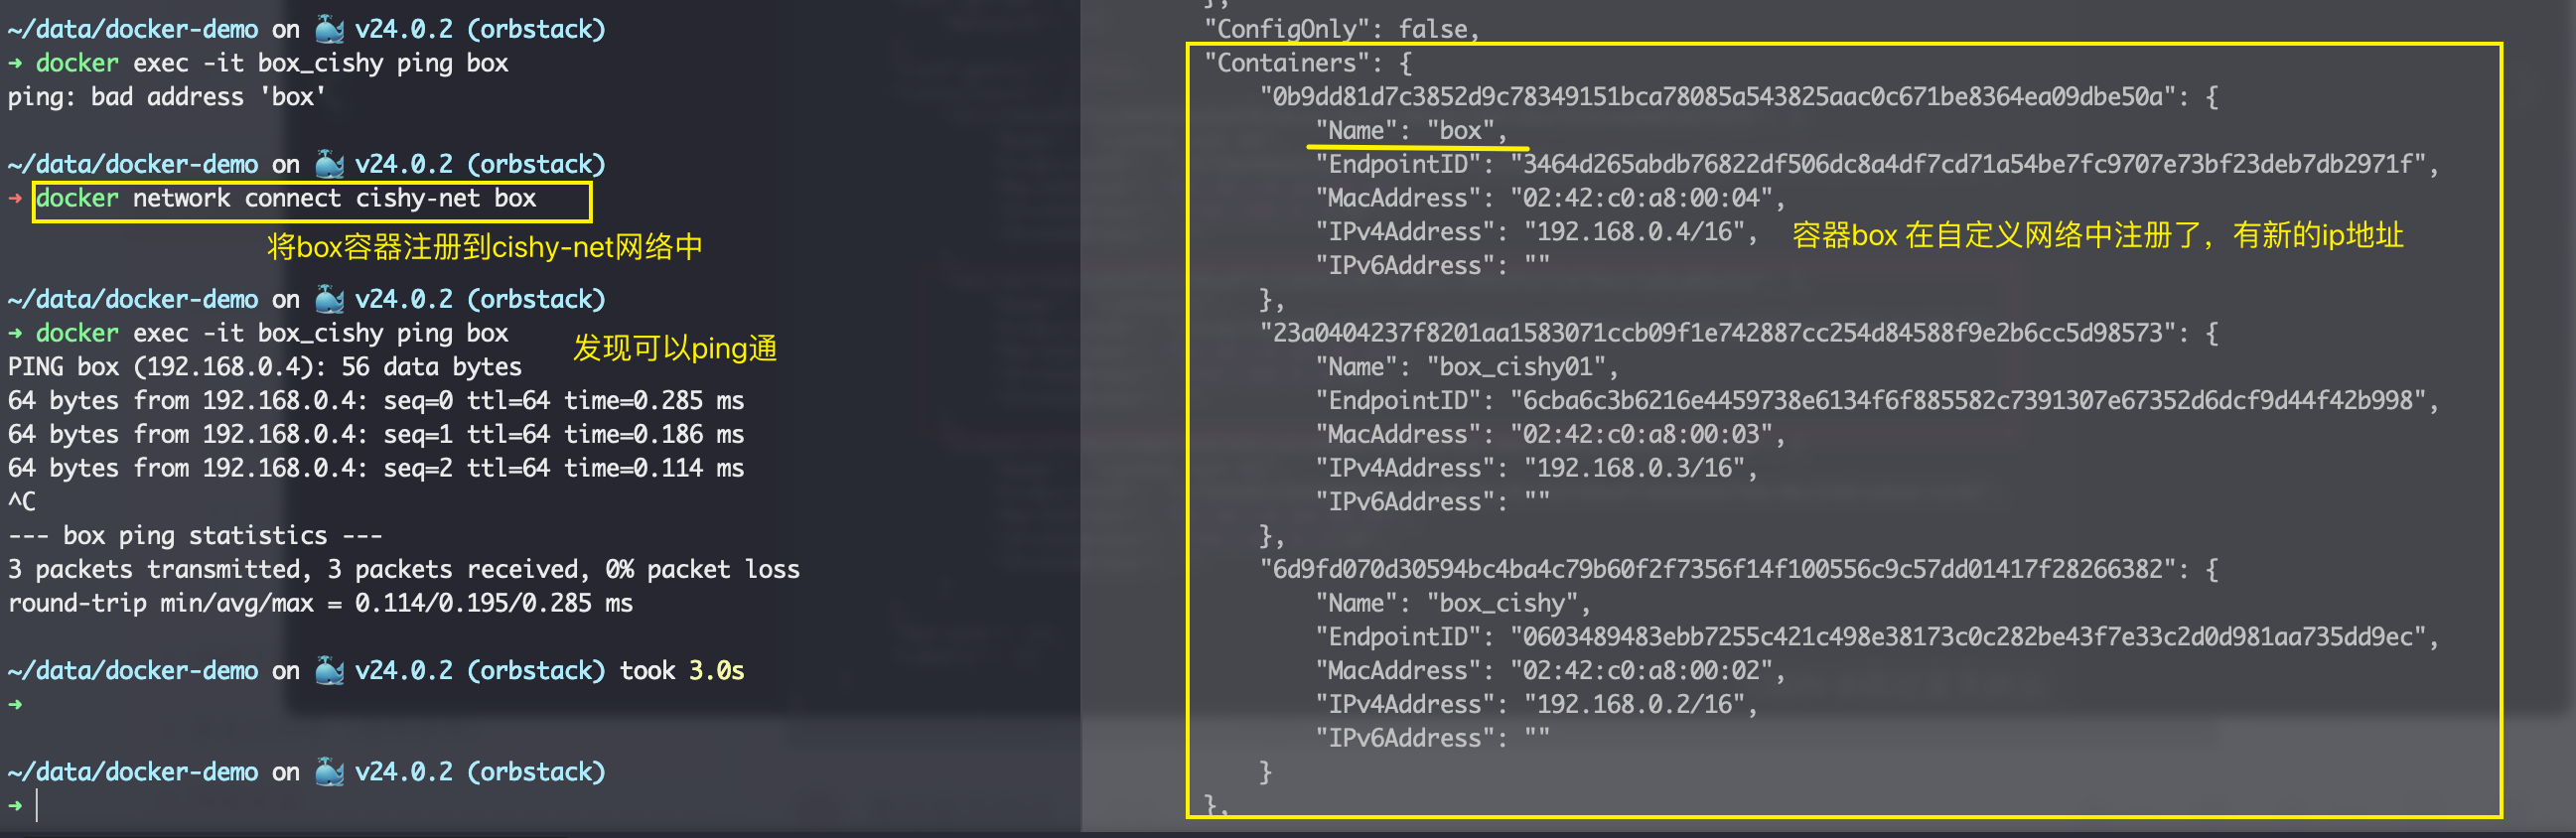 ~/data/docker-demo on 🐳 v24.0.2 (orbstack)
➜ docker exec -it box_cishy ping box
ping: bad address 'box'
~/data/docker-demo on 🐳 v24.0.2 (orbstack)
➜ docker network connect cishy-net box
将box容器注册到cishy-net网络中
~/data/docker-demo on 🐳 v24.0.2 (orbstack)
➜ docker exec -it box_cishy ping box
发现可以ping通
PING box (192.168.0.4): 56 data bytes
64 bytes from 192.168.0.4: seq=0 ttl=64 time=0.285 ms
64 bytes from 192.168.0.4: seq=1 ttl=64 time=0.186 ms
64 bytes from 192.168.0.4: seq=2 ttl=64 time=0.114 ms
^C
--- box ping statistics ---
3 packets transmitted, 3 packets received, 0% packet loss
round-trip min/avg/max = 0.114/0.195/0.285 ms
~/data/docker-demo on 🐳 v24.0.2 (orbstack) took 3.0s
➜
~/data/docker-demo on 🐳 v24.0.2 (orbstack)
➜
},
"ConfigOnly": false,
"Containers": {
"0b9dd81d7c3852d9c78349151bca78085a543825aac0c671be8364ea09dbe50a": {
"Name": "box",
"EndpointID": "3464d265abdb76822df506dc8a4df7cd71a54be7fc9707e73bf23deb7db2971f",
"MacAddress": "02:42:c0:a8:00:04",
"IPv4Address": "192.168.0.4/16",
容器box 在自定义网络中注册了，有新的ip地址
"IPv6Address": ""
},
"23a0404237f8201aa1583071ccb09f1e742887cc254d84588f9e2b6cc5d98573": {
"Name": "box_cishy01",
"EndpointID": "6cba6c3b6216e4459738e6134f6f885582c7391307e67352d6dcf9d44f42b998",
"MacAddress": "02:42:c0:a8:00:03",
"IPv4Address": "192.168.0.3/16",
"IPv6Address": ""
},
"6d9fd070d30594bc4ba4c79b60f2f7356f14f100556c9c57dd01417f28266382": {
"Name": "box_cishy",
"EndpointID": "0603489483ebb7255c421c498e38173c0c282be43f7e33c2d0d981aa735dd9ec",
"MacAddress": "02:42:c0:a8:00:02",
"IPv4Address": "192.168.0.2/16",
"IPv6Address": ""
}
},